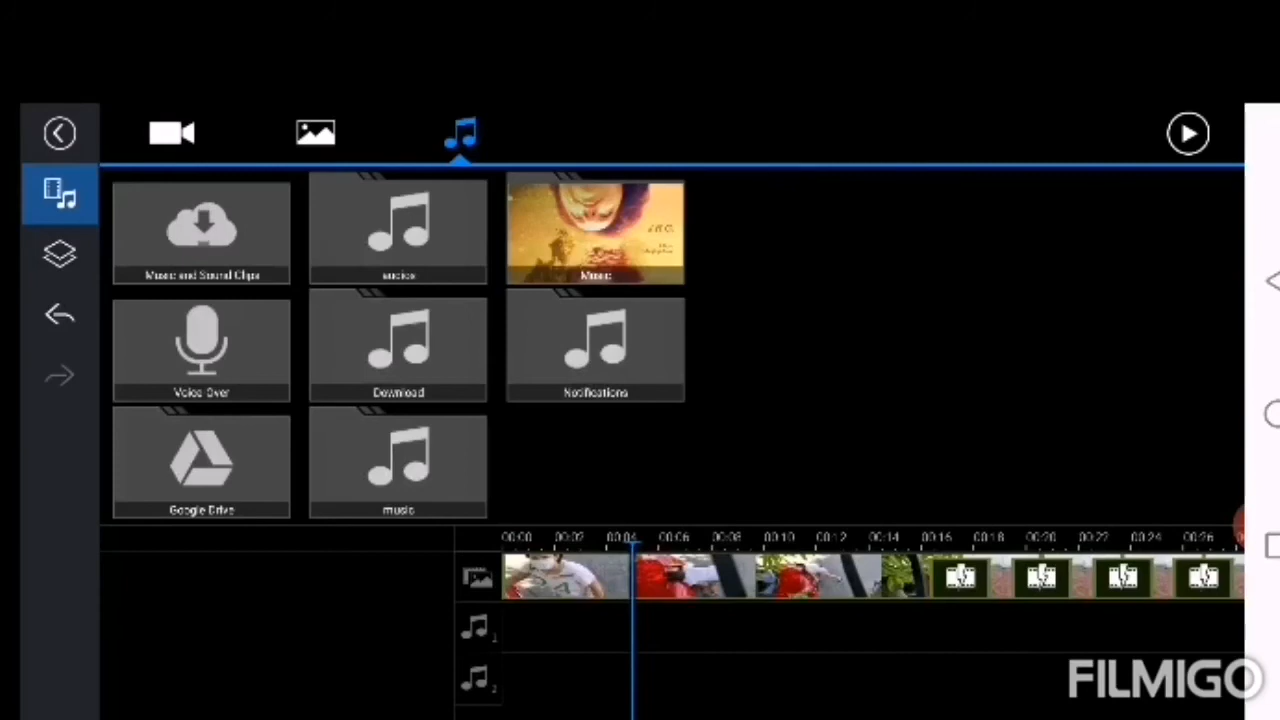 Music and Sound Clips
audios
Music
Voice Over
Download
Notifications
Google Drive
music
00:00 00:02 00:04 00:06 00:08 00:10 00:12 00:14 00:16 00:18 00:20 00:22 00:24 00:26
1
2
FILMIGO